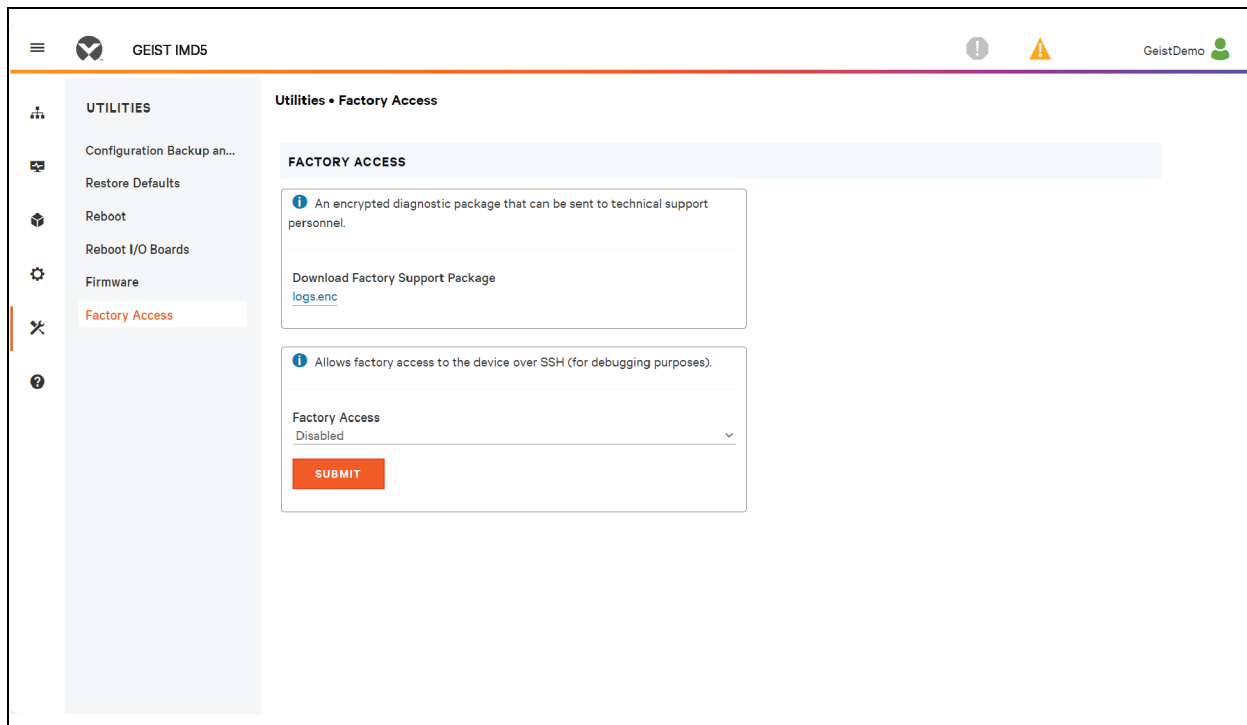 GEIST IMD5
GeistDemo
UTILITIES
Configuration Backup an...
Restore Defaults
Reboot
Reboot I/O Boards
Firmware
Factory Access
Utilities • Factory Access
FACTORY ACCESS
An encrypted diagnostic package that can be sent to technical support
personnel.
Download Factory Support Package
logs.enc
Allows factory access to the device over SSH (for debugging purposes).
Factory Access
Disabled
SUBMIT